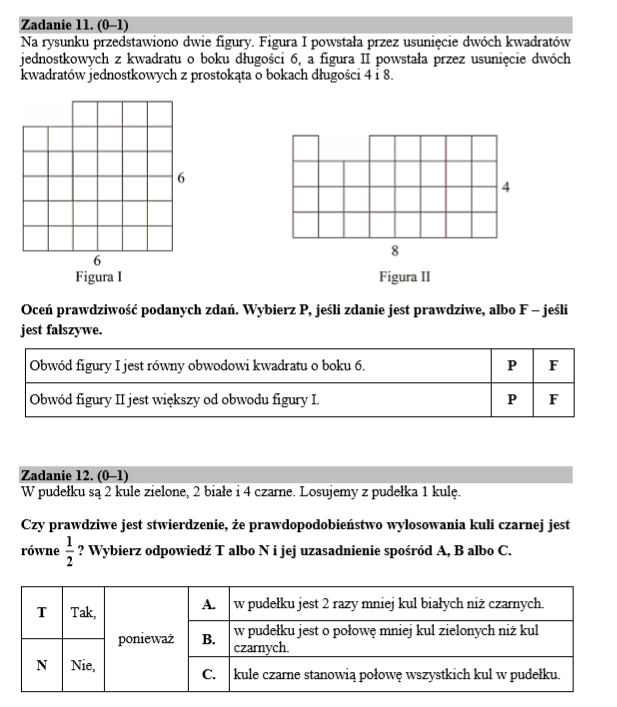 Zadanie 11. (0–1)
Na rysunku przedstawiono dwie figury. Figura I powstała przez usunięcie dwóch kwadratów
jednostkowych z kwadratu o boku długości 6, a figura II powstała przez usunięcie dwóch
kwadratów jednostkowych z prostokąta o bokach długości 4 i 8.
6
4
6
8
Figura I
Figura II
Oceń prawdziwość podanych zdań. Wybierz P, jeśli zdanie jest prawdziwe, albo F – jeśli
jest fałszywe.
Obwód figury I jest równy obwodowi kwadratu o boku 6. P F
Obwód figury II jest większy od obwodu figury I. P F
Zadanie 12. (0–1)
W pudełku są 2 kule zielone, 2 białe i 4 czarne. Losujemy z pudełka 1 kulę.
Czy prawdziwe jest stwierdzenie, że prawdopodobieństwo wylosowania kuli czarnej jest
równe 1/2 ? Wybierz odpowiedź T albo N i jej uzasadnienie spośród A, B albo C.
T Tak,
N Nie,
ponieważ
A. w pudełku jest 2 razy mniej kul białych niż czarnych.
B. w pudełku jest o połowę mniej kul zielonych niż kul
czarnych.
C. kule czarne stanowią połowę wszystkich kul w pudełku.